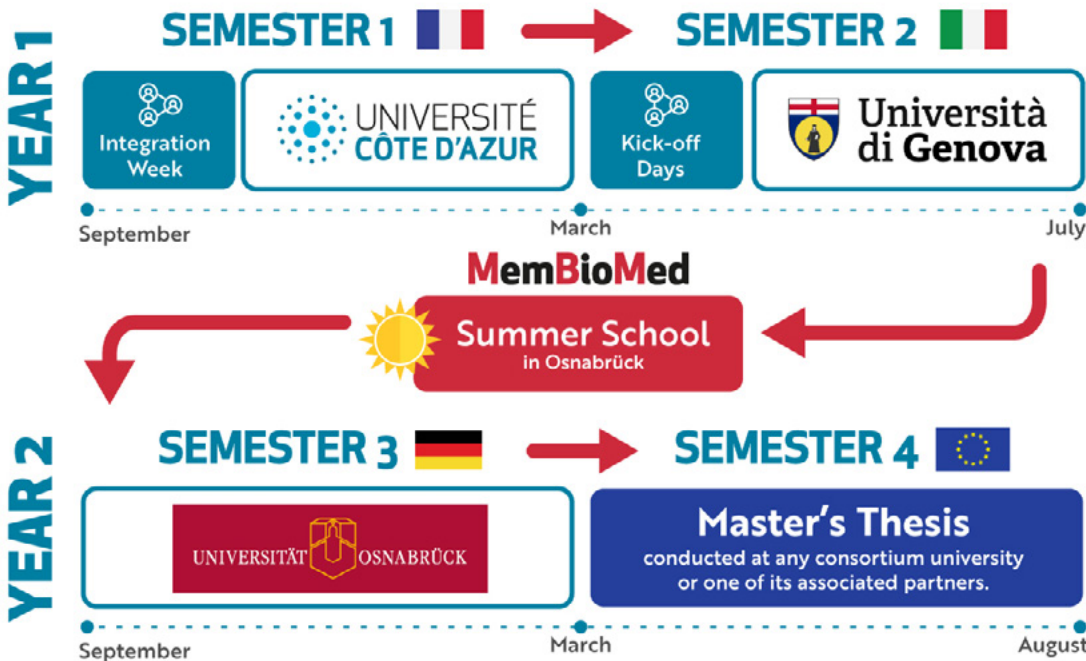 YEAR 1
SEMESTER 1
SEMESTER 2
Integration
Week
UNIVERSITÉ
CÔTE D'AZUR
Kick-off
Days
Università
di Genova
September
March
July
MemBioMed
Summer School
in Osnabrück
YEAR 2
SEMESTER 3
SEMESTER 4
UNIVERSITÄT OSNABRÜCK
Master's Thesis
conducted at any consortium university
or one of its associated partners.
September
March
August